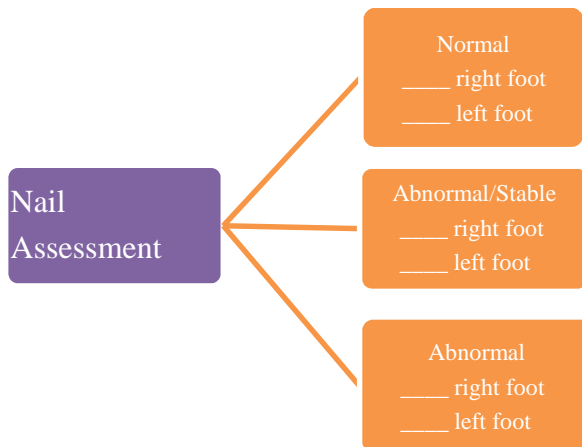 Nail
Assessment
Normal
____ right foot
____ left foot
Abnormal/Stable
____ right foot
____ left foot
Abnormal
____ right foot
____ left foot